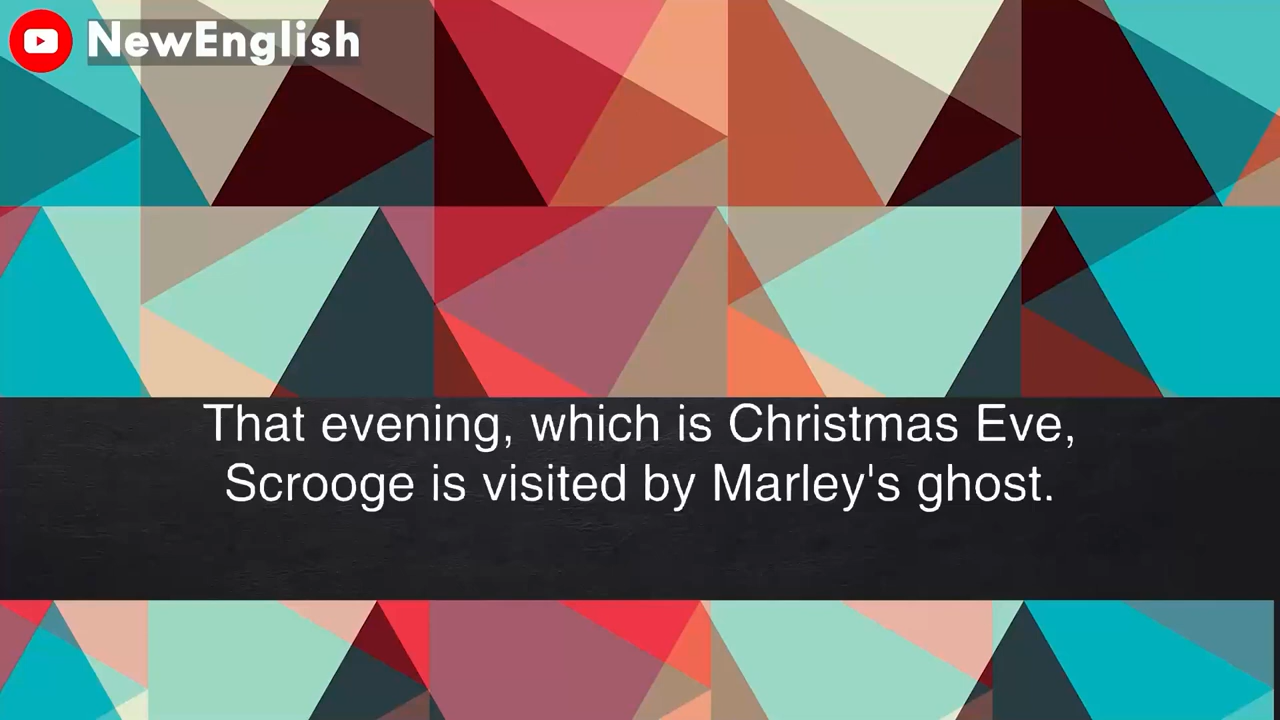 NewEnglish
That evening, which is Christmas Eve,
Scrooge is visited by Marley's ghost.